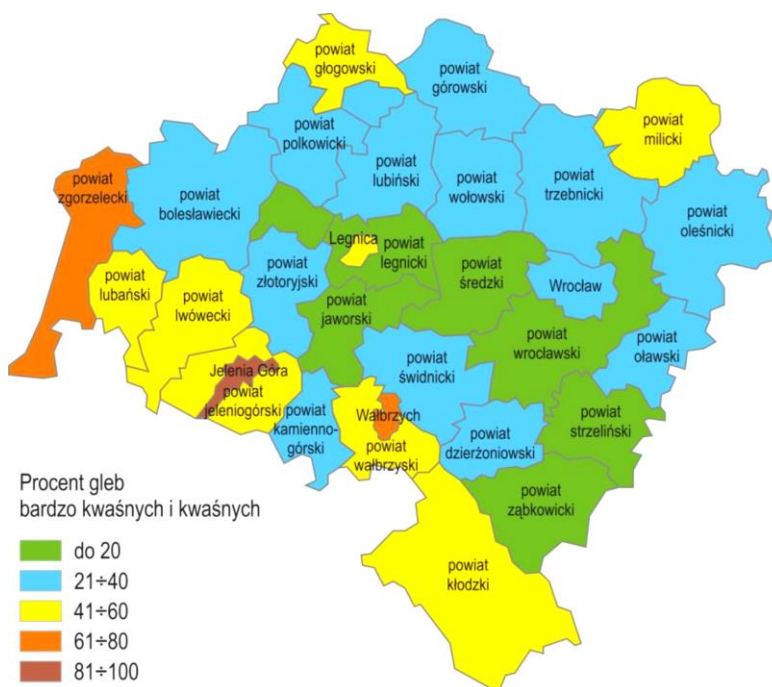 powiat
głogowski
powiat
górowski
powiat
milicki
powiat
polkowicki
powiat
lubiński
powiat
wołowski
powiat
trzebnicki
powiat
zgorzelecki
powiat
bolesławiecki
powiat
oleśnicki
Legnica
powiat
legnicki
powiat
lubański
powiat
złotoryjski
powiat
średzki
Wrocław
powiat
lwówecki
powiat
jaworski
powiat
wrocławski
powiat
oławski
Jelenia Góra
powiat
jeleniogórski
powiat
świdnicki
powiat
kamienno-
górski
Wałbrzych
powiat
wałbrzyski
powiat
dzierżoniowski
powiat
strzeliński
powiat
ząbkowicki
powiat
kłodzki
Procent gleb
bardzo kwaśnych i kwaśnych
do 20
21÷40
41÷60
61÷80
81÷100